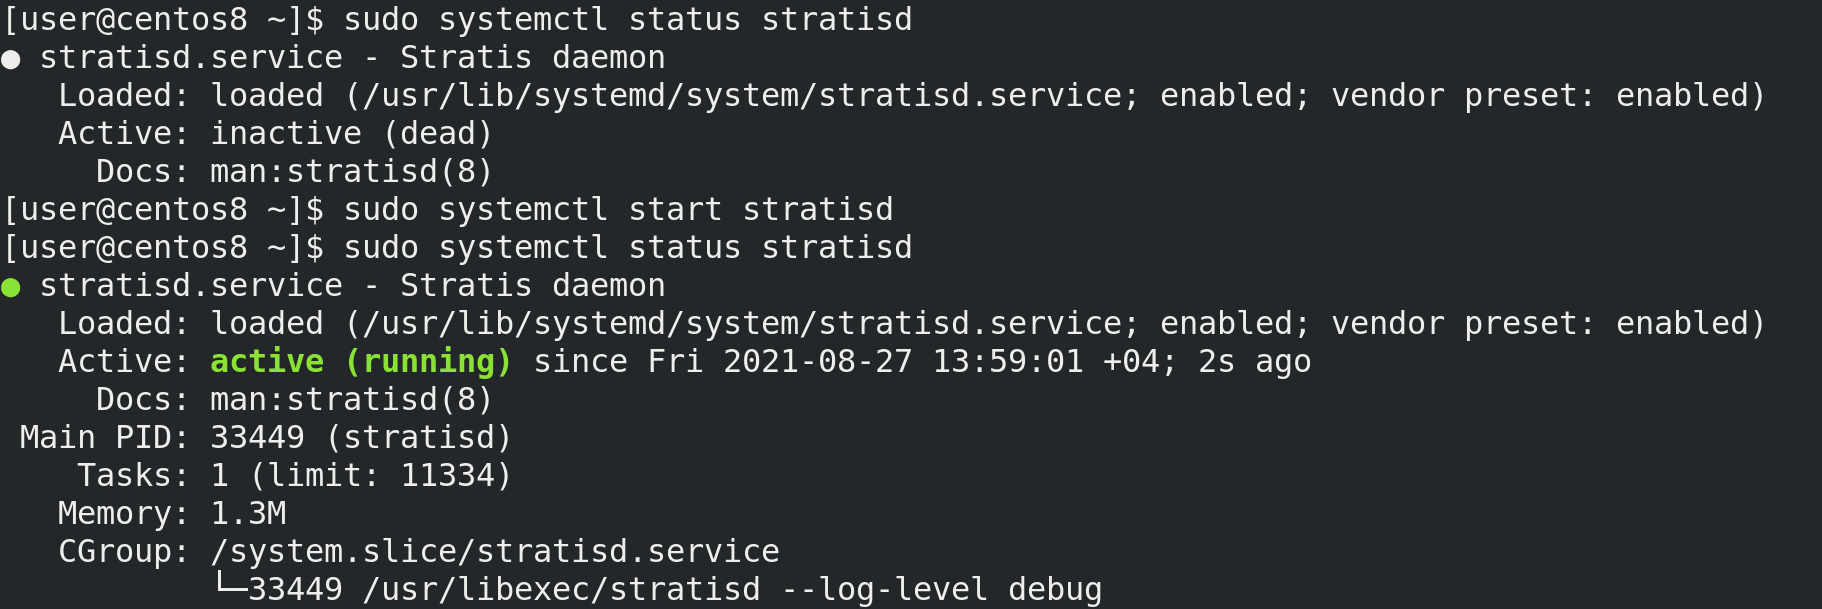 [user@centos8 ~]$ sudo systemctl status stratisd
● stratisd.service - Stratis daemon
   Loaded: loaded (/usr/lib/systemd/system/stratisd.service; enabled; vendor preset: enabled)
   Active: inactive (dead)
     Docs: man:stratisd(8)
[user@centos8 ~]$ sudo systemctl start stratisd
[user@centos8 ~]$ sudo systemctl status stratisd
● stratisd.service - Stratis daemon
   Loaded: loaded (/usr/lib/systemd/system/stratisd.service; enabled; vendor preset: enabled)
   Active: active (running) since Fri 2021-08-27 13:59:01 +04; 2s ago
     Docs: man:stratisd(8)
 Main PID: 33449 (stratisd)
    Tasks: 1 (limit: 11334)
   Memory: 1.3M
   CGroup: /system.slice/stratisd.service
           └─33449 /usr/libexec/stratisd --log-level debug